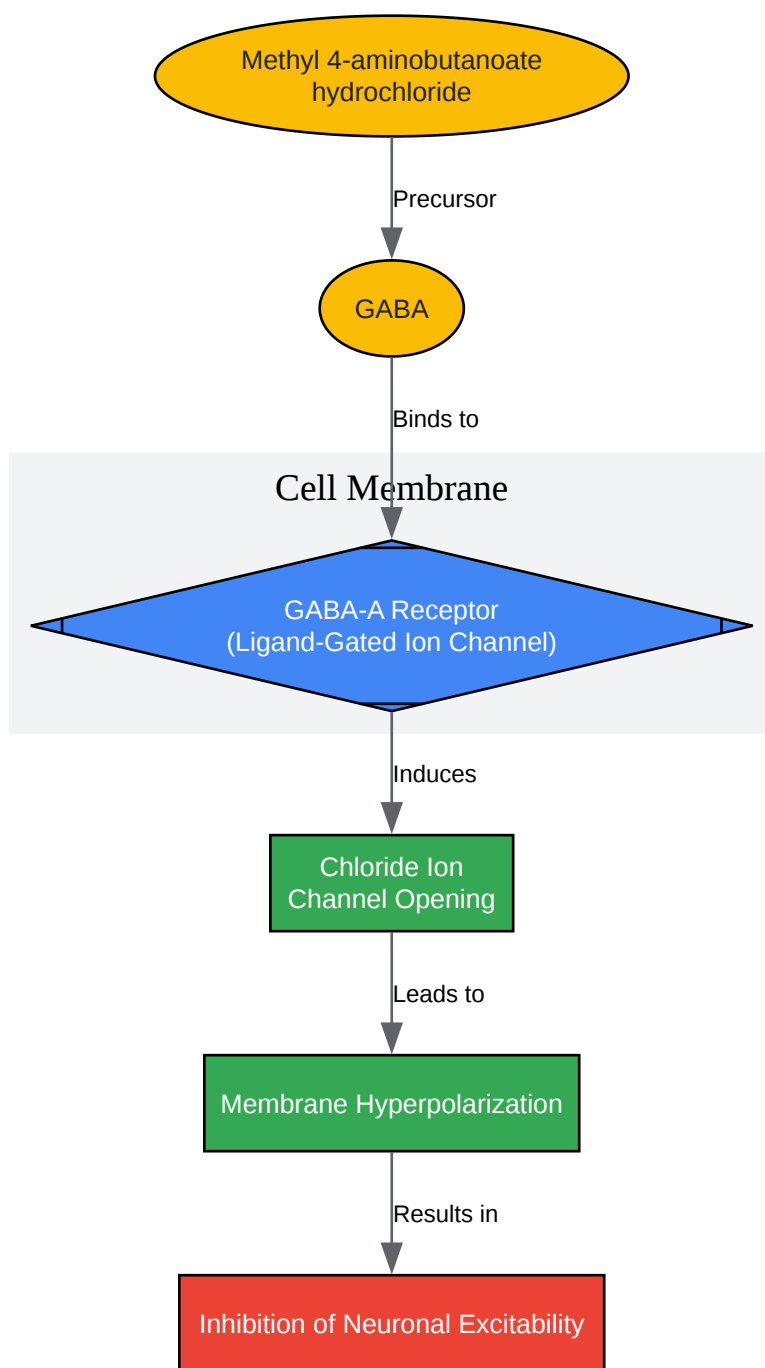 Methyl 4-aminobutanoate
hydrochloride
Precursor
GABA
Binds to
Cell Membrane
GABA-A Receptor
(Ligand-Gated Ion Channel)
Induces
Chloride Ion
Channel Opening
Leads to
Membrane Hyperpolarization
Results in
Inhibition of Neuronal Excitability